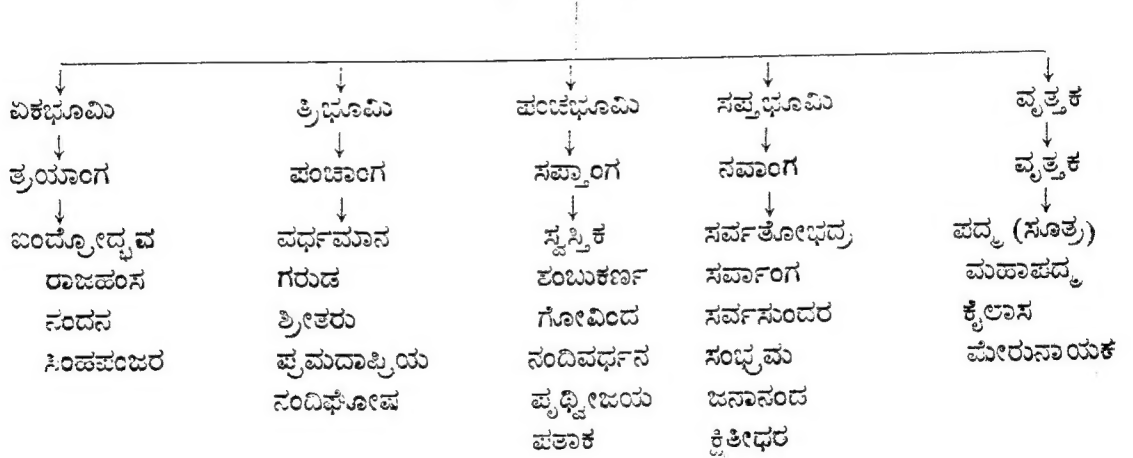 ಏಕಭೂಮಿ ತ್ರಿಭೂಮಿ ಪಂಚಭೂಮಿ ಸಪ್ತಭೂಮಿ ವೃತ್ತಕ
ತ್ರಯಾಂಗ ಪಂಚಾಂಗ ಸಪ್ತಾಂಗ ನವಾಂಗ ವೃತ್ತಕ
ಐಂದ್ರೋದ್ಭವ ವರ್ಧಮಾನ ಸ್ವಸ್ತಿಕ ಸರ್ವತೋಭದ್ರ ಪದ್ಮ (ಸೂತ್ರ)
ರಾಜಹಂಸ ಗರುಡ ಶಂಬುಕರ್ಣ ಸರ್ವಾಂಗ ಮಹಾಪದ್ಮ
ನಂದನ ಶ್ರೀತರು ಗೋವಿಂದ ಸರ್ವಸುಂದರ ಕೈಲಾಸ
ಸಿಂಹಪಂಜರ ಪ್ರಮದಾಪ್ರಿಯ ನಂದಿವರ್ಧನ ಸಂಭ್ರಮ ಮೇರುನಾಯಕ
ನಂದಿಘೋಷ ಪೃಥ್ವೀಜಯ ಜನಾನಂದ
ಪತಾಕ ಕ್ಷಿತೀಧರ